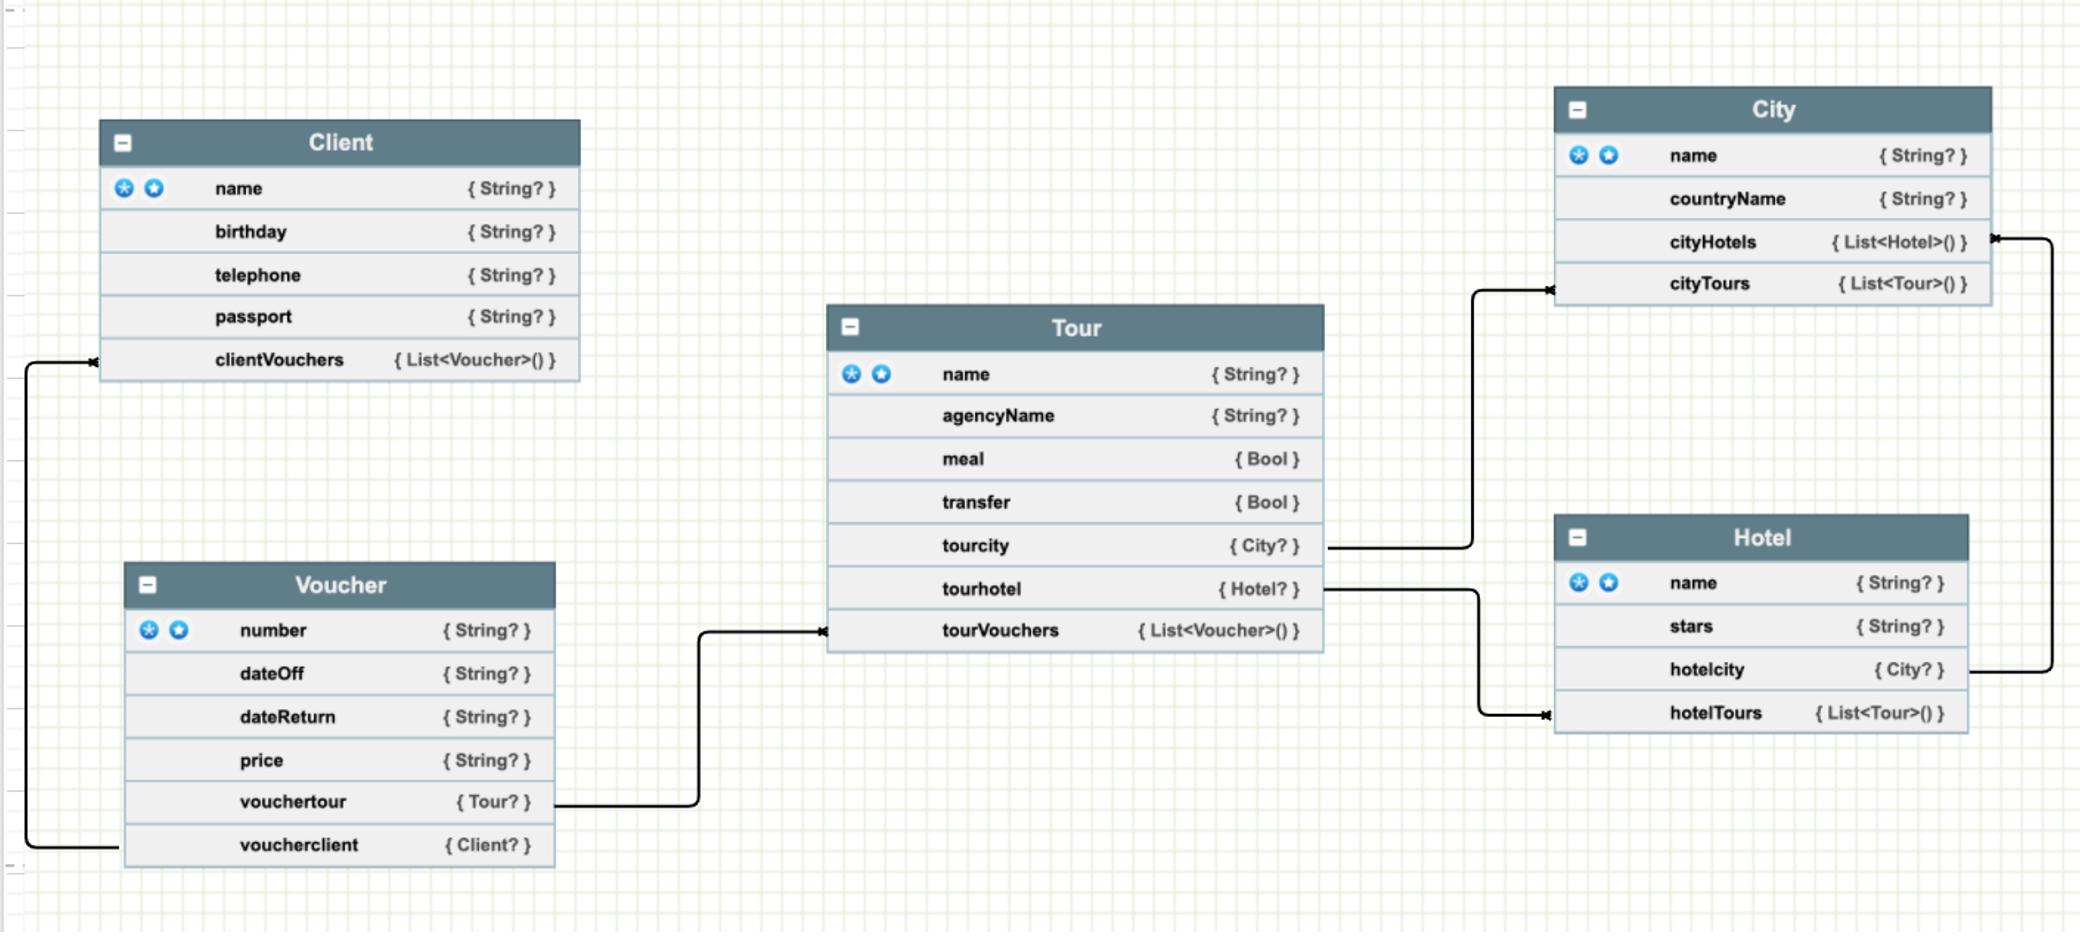 Client
name { String? }
birthday { String? }
telephone { String? }
passport { String? }
clientVouchers { List<Voucher>() }
Voucher
number { String? }
dateOff { String? }
dateReturn { String? }
price { String? }
vouchertour { Tour? }
voucherclient { Client? }
Tour
name { String? }
agencyName { String? }
meal { Bool }
transfer { Bool }
tourcity { City? }
tourhotel { Hotel? }
tourVouchers { List<Voucher>() }
City
name { String? }
countryName { String? }
cityHotels { List<Hotel>() }
cityTours { List<Tour>() }
Hotel
name { String? }
stars { String? }
hotelcity { City? }
hotelTours { List<Tour>() }